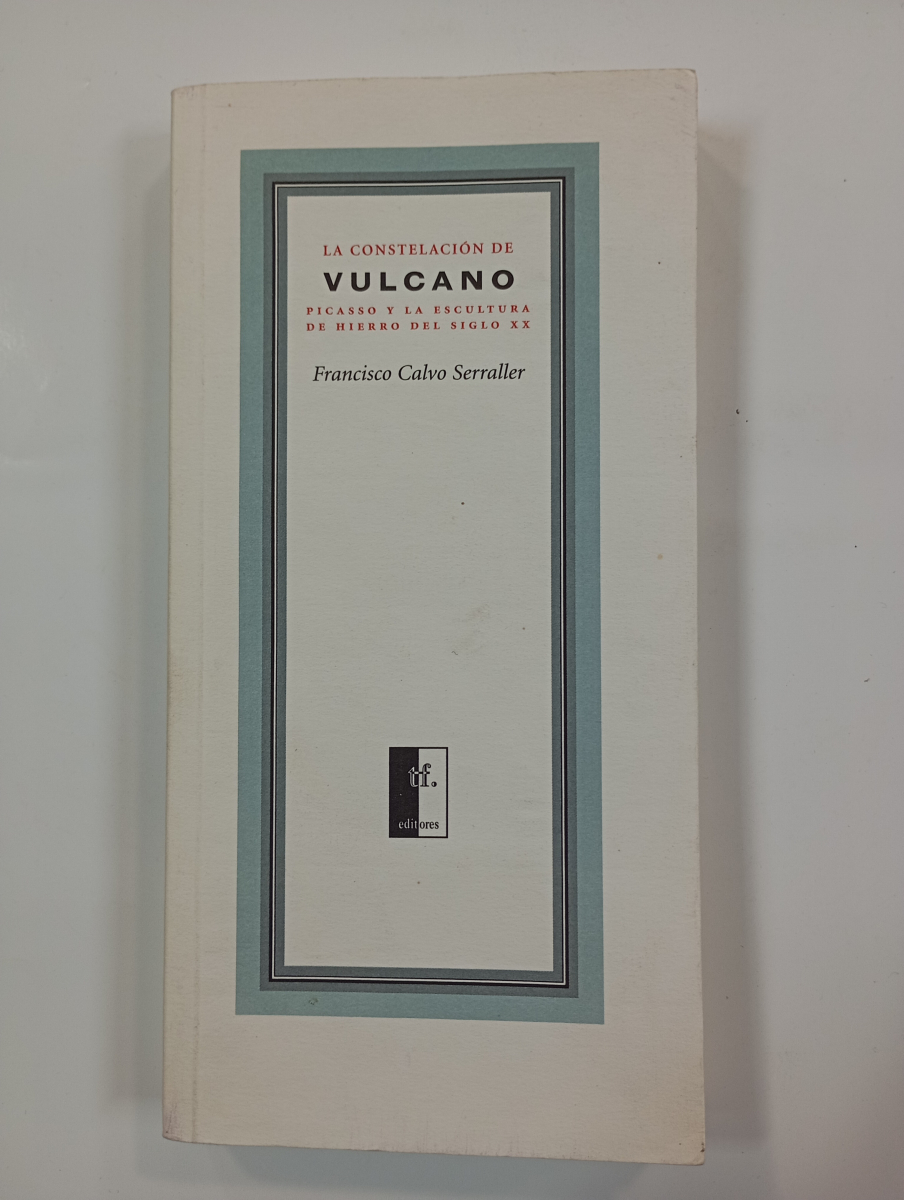 LA CONSTELACIÓN DE
VULCANO
PICASSO Y LA ESCULTURA
DE HIERRO DEL SIGLO XX
Francisco Calvo Serraller
tf.
editores